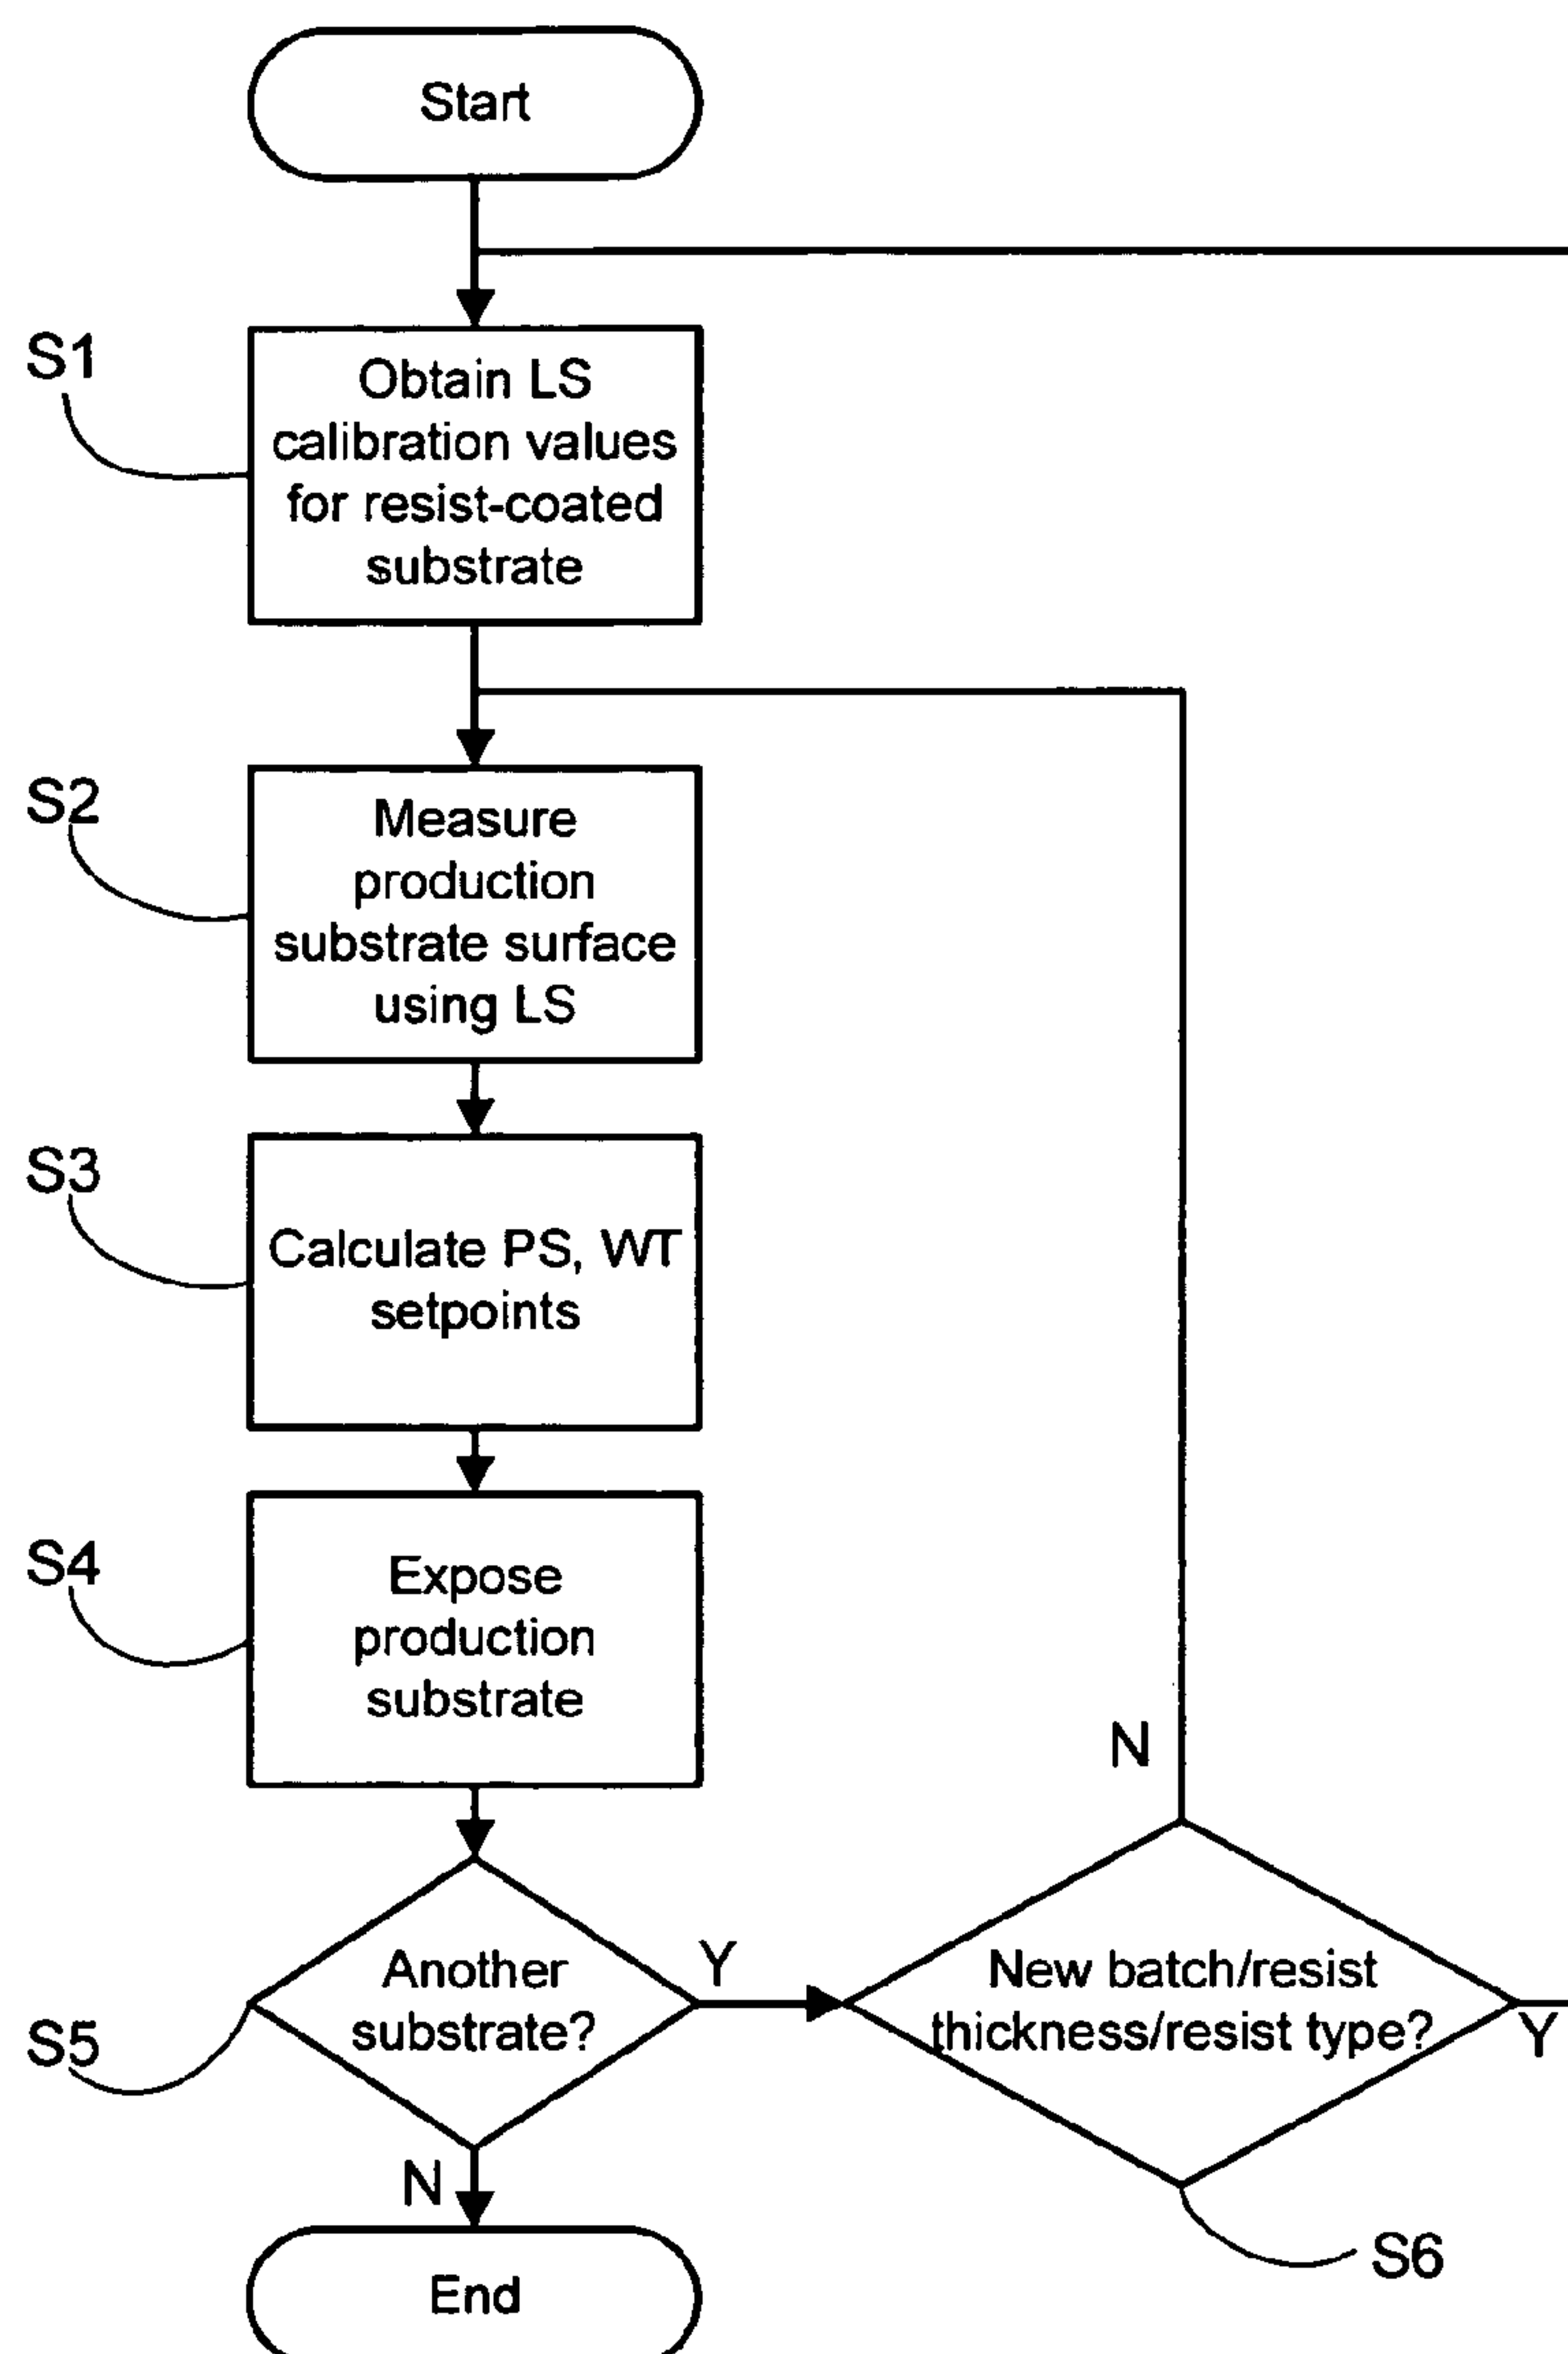 Start
S1
Obtain LS
calibration values
for resist-coated
substrate
S2
Measure
production
substrate surface
using LS
S3
Calculate PS, WT
setpoints
S4
Expose
production
substrate
N
S5
Another
substrate?
Y
New batch/resist
thickness/resist type?
Y
N
S6
End